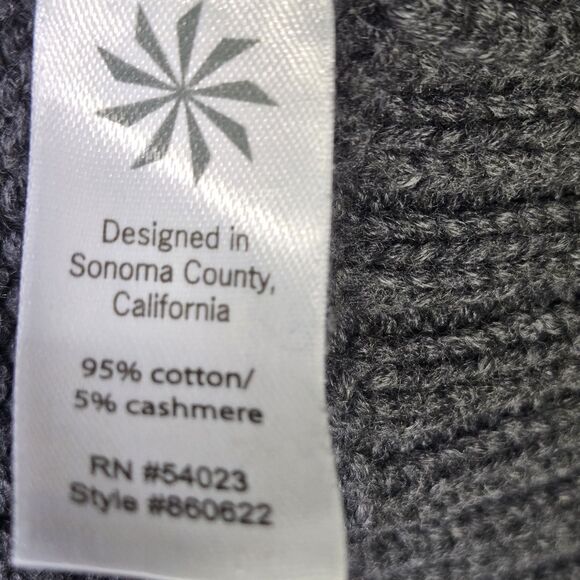 Designed in
Sonoma County,
California
95% cotton/
5% cashmere
RN #54023
Style #860622